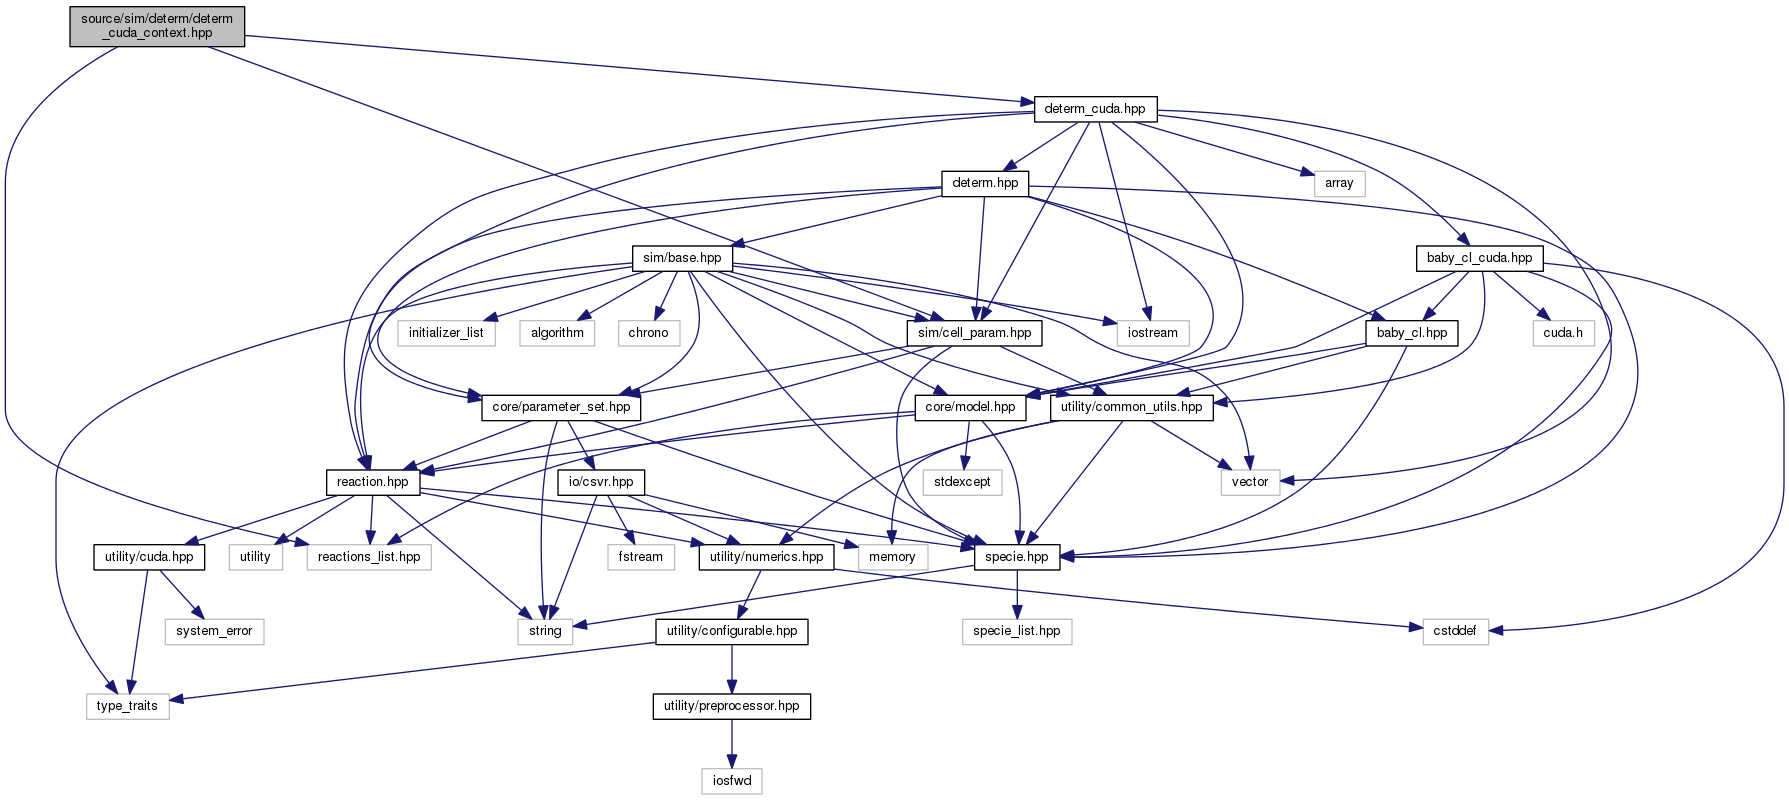 source/sim/determ/determ
_cuda_context.hpp
determ_cuda.hpp
determ.hpp
array
sim/base.hpp
baby_cl_cuda.hpp
initializer_list
algorithm
chrono
sim/cell_param.hpp
iostream
baby_cl.hpp
cuda.h
core/parameter_set.hpp
core/model.hpp
utility/common_utils.hpp
reaction.hpp
io/csvr.hpp
stdexcept
vector
utility/cuda.hpp
utility
reactions_list.hpp
fstream
utility/numerics.hpp
memory
specie.hpp
system_error
string
utility/configurable.hpp
specie_list.hpp
cstddef
type_traits
utility/preprocessor.hpp
iosfwd